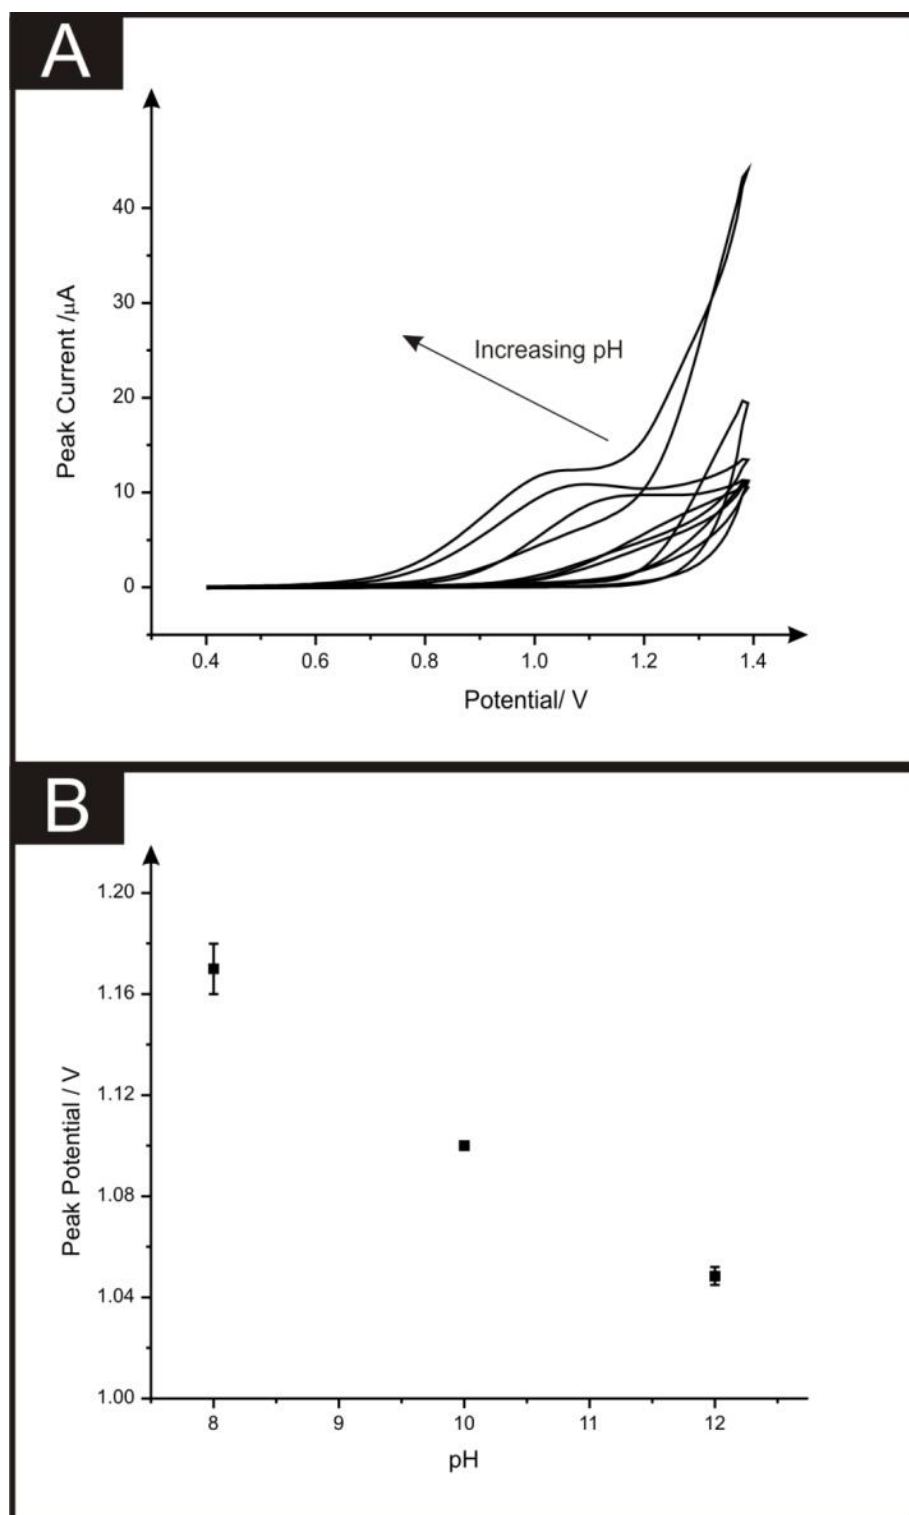 A
40
30
20
10
0
Peak Current /μA
Increasing pH
0.4 0.6 0.8 1.0 1.2 1.4
Potential/ V
B
1.20
1.16
1.12
1.08
1.04
1.00
Peak Potential / V
8 9 10 11 12
pH